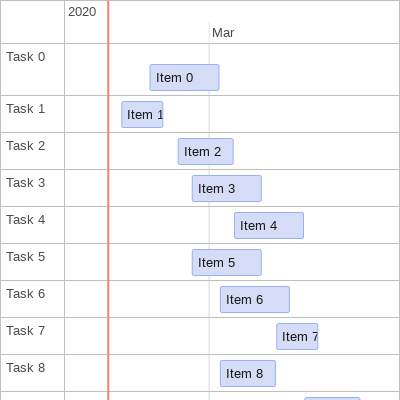 2020
Mar
Task 0
Item 0
Task 1
Item 1
Task 2
Item 2
Task 3
Item 3
Task 4
Item 4
Task 5
Item 5
Task 6
Item 6
Task 7
Item 7
Task 8
Item 8